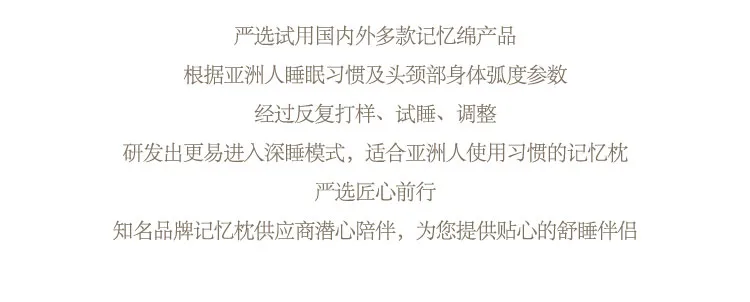 严选试用国内外多款记忆绵产品
根据亚洲人睡眠习惯及头颈部身体弧度参数
经过反复打样、试睡、调整
研发出更易进入深睡模式，适合亚洲人使用习惯的记忆枕
严选匠心前行
知名品牌记忆枕供应商潜心陪伴，为您提供贴心的舒睡伴侣